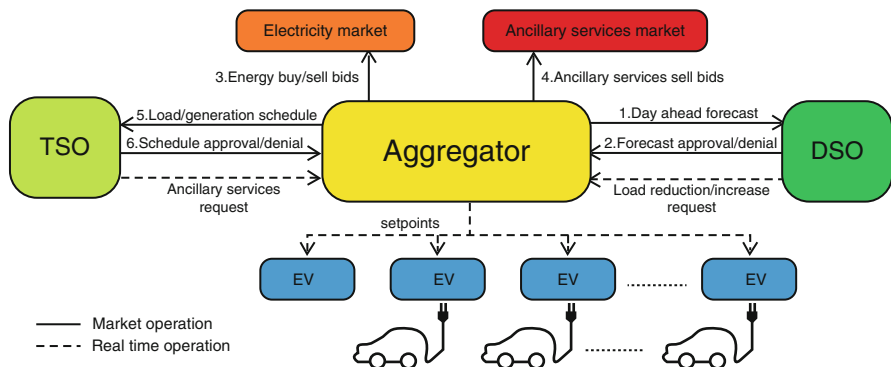 Electricity market
Ancillary services market
3.Energy buy/sell bids
4.Ancillary services sell bids
5.Load/generation schedule
1.Day ahead forecast
TSO
Aggregator
DSO
6.Schedule approval/denial
2.Forecast approval/denial
Ancillary services
request
Load reduction/increase
request
setpoints
EV
EV
EV
EV
Market operation
Real time operation